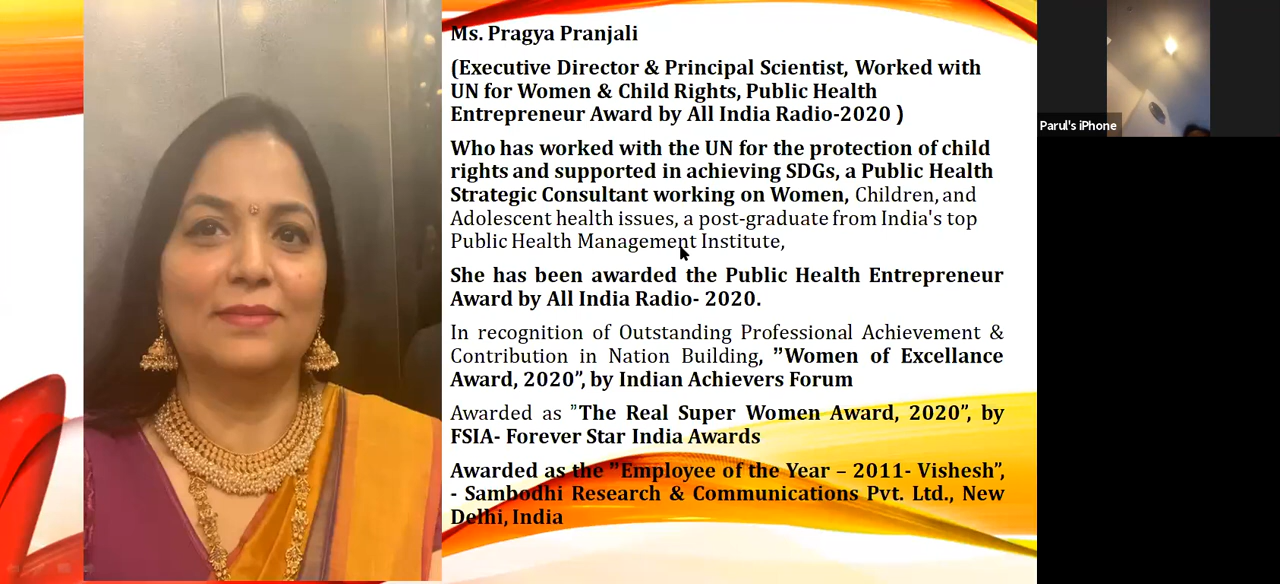 Ms. Pragya Pranjali
(Executive Director & Principal Scientist, Worked with
UN for Women & Child Rights, Public Health
Entrepreneur Award by All India Radio-2020 )
Who has worked with the UN for the protection of child
rights and supported in achieving SDGs, a Public Health
Strategic Consultant working on Women, Children, and
Adolescent health issues, a post-graduate from India's top
Public Health Management Institute,
She has been awarded the Public Health Entrepreneur
Award by All India Radio- 2020.
In recognition of Outstanding Professional Achievement &
Contribution in Nation Building, ”Women of Excellance
Award, 2020”, by Indian Achievers Forum
Awarded as ”The Real Super Women Award, 2020”, by
FSIA- Forever Star India Awards
Awarded as the ”Employee of the Year – 2011- Vishesh”,
- Sambodhi Research & Communications Pvt. Ltd., New
Delhi, India
Parul's iPhone